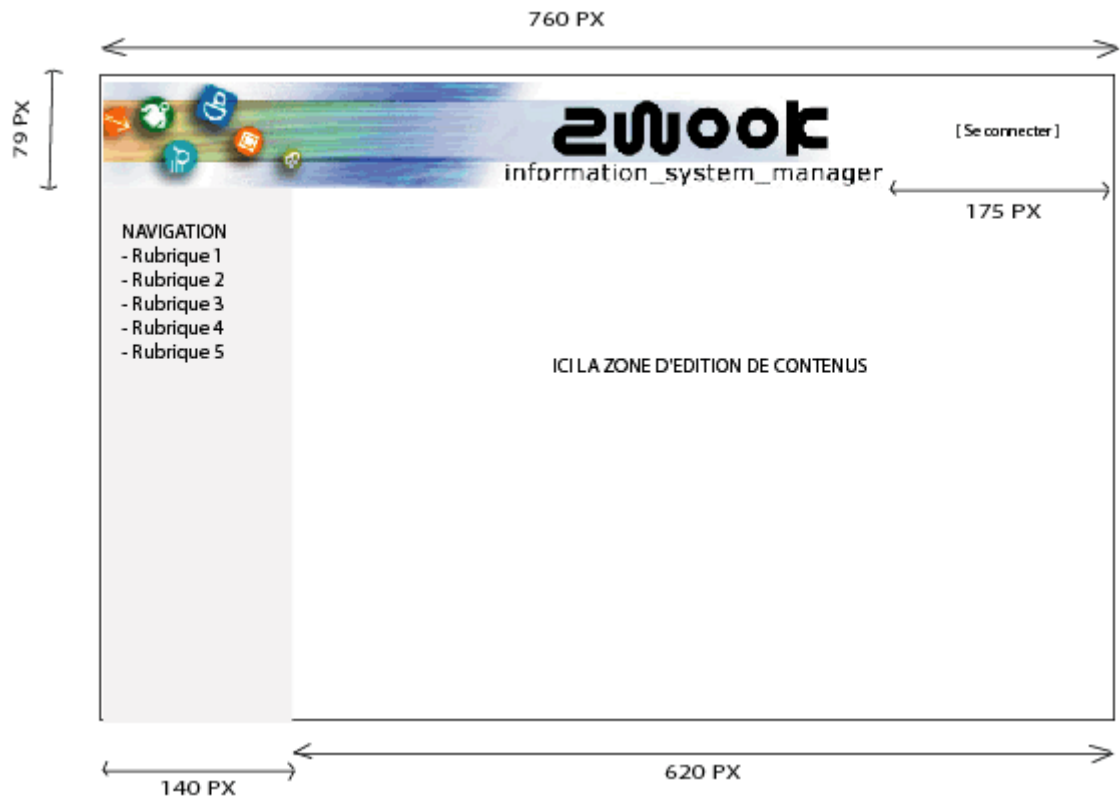 760 PX
79 PX
zwook
[ Se connecter ]
information_system_manager
175 PX
NAVIGATION
- Rubrique 1
- Rubrique 2
- Rubrique 3
- Rubrique 4
- Rubrique 5
ICI LA ZONE D'EDITION DE CONTENUS
620 PX
140 PX